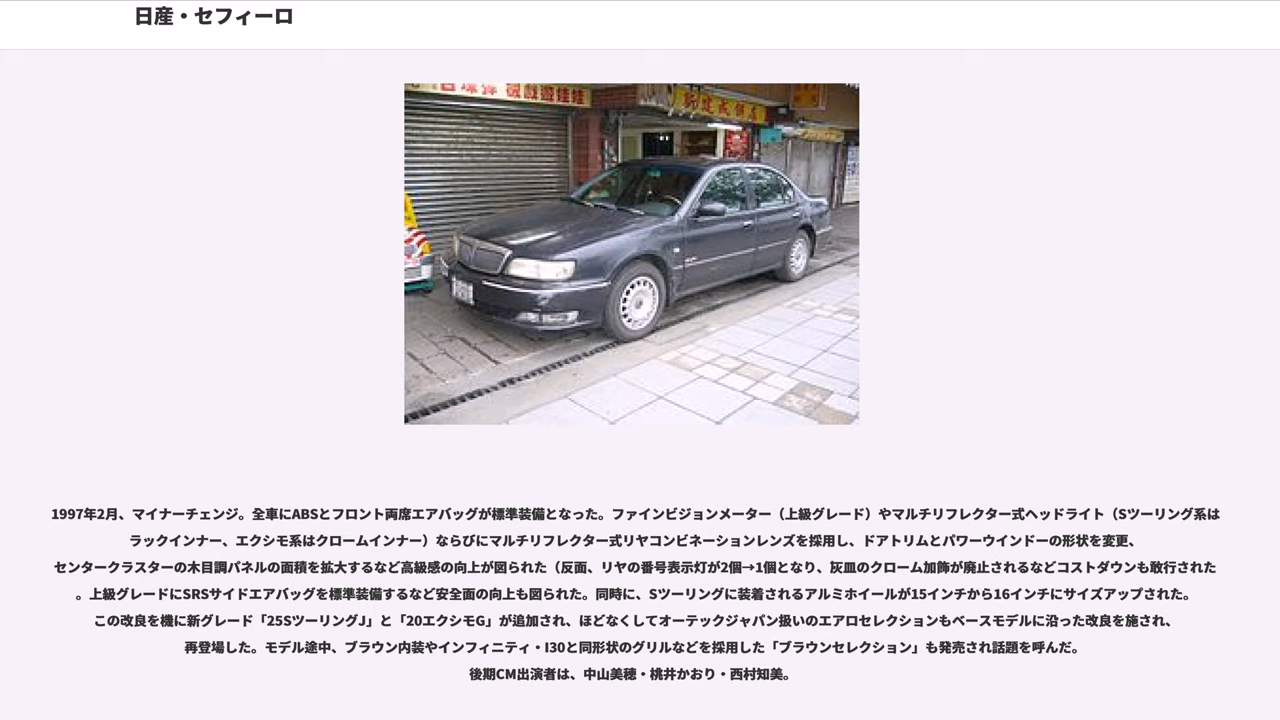 日産・セフィーロ
新建成餅店
1997年2月、マイナーチェンジ。全車にABSとフロント両席エアバッグが標準装備となった。ファインビジョンメーター（上級グレード）やマルチリフレクター式ヘッドライト（Sツーリング系は
ラックインナー、エクシモ系はクロームインナー）ならびにマルチリフレクター式リヤコンビネーションレンズを採用し、ドアトリムとパワーウインドーの形状を変更、
センタークラスターの木目調パネルの面積を拡大するなど高級感の向上が図られた（反面、リヤの番号表示灯が2個→1個となり、灰皿のクローム加飾が廃止されるなどコストダウンも敢行された
。上級グレードにSRSサイドエアバッグを標準装備するなど安全面の向上も図られた。同時に、Sツーリングに装着されるアルミホイールが15インチから16インチにサイズアップされた。
この改良を機に新グレード「25SツーリングJ」と「20エクシモG」が追加され、ほどなくしてオーテックジャパン扱いのエアロセレクションもベースモデルに沿った改良を施され、
再登場した。モデル途中、ブラウン内装やインフィニティ・I30と同形状のグリルなどを採用した「ブラウンセレクション」も発売され話題を呼んだ。
後期CM出演者は、中山美穂・桃井かおり・西村知美。